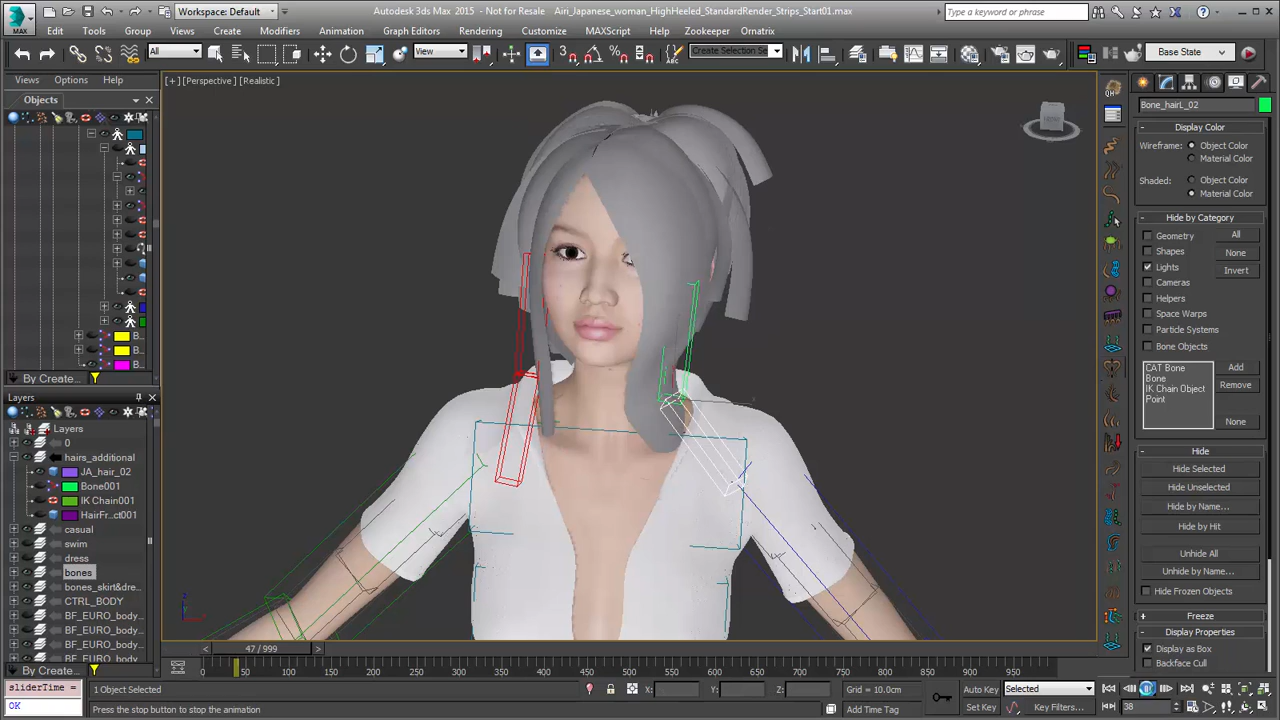 MAX
Workspace: Default
Autodesk 3ds Max 2015 - Not for Resale
Airi_Japanese_woman_HighHeeled_StandardRender_Strips_Start01.max
Type a keyword or phrase
Edit
Tools
Group
Views
Create
Modifiers
Animation
Graph Editors
Rendering
Customize
MAXScript
Help
Zookeeper
Ornatrix
All
View
Create Selection Se
Base State
View
Options
Help
Objects
[+] [Perspective] [Realistic]
Bone_hairL_02
Display Color
Wireframe:
Object Color
Material Color
Shaded:
Object Color
Material Color
Hide by Category
Geometry
All
Shapes
None
Lights
Invert
Cameras
Helpers
Space Warps
Particle Systems
Bone Objects
CAT Bone
Bone
IK Chain Object
Point
Add
Remove
None
Hide
Hide Selected
Hide Unselected
Hide by Name...
Hide by Hit
Unhide All
Unhide by Name...
Hide Frozen Objects
Freeze
Display Properties
Display as Box
Backface Cull
B...
B...
B...
By Create...
Layers
Layers
0
hairs_additional
JA_hair_02
Bone001
IK Chain001
HairFr...ct001
casual
swim
dress
bones
bones_skirt&dre...
CTRL_BODY
BF_EURO_body...
BF_EURO_body...
BF_EURO_body...
BF_EURO_body
By Create...
47 / 999
0 50 100 150 200 250 300 350 400 450 500 550 600 650 700 750 800 850 900 950
sliderTime =
OK
1 Object Selected
Press the stop button to stop the animation
X:
Y:
Z:
Grid = 10.0cm
Add Time Tag
Auto Key
Selected
Set Key
Key Filters...
38